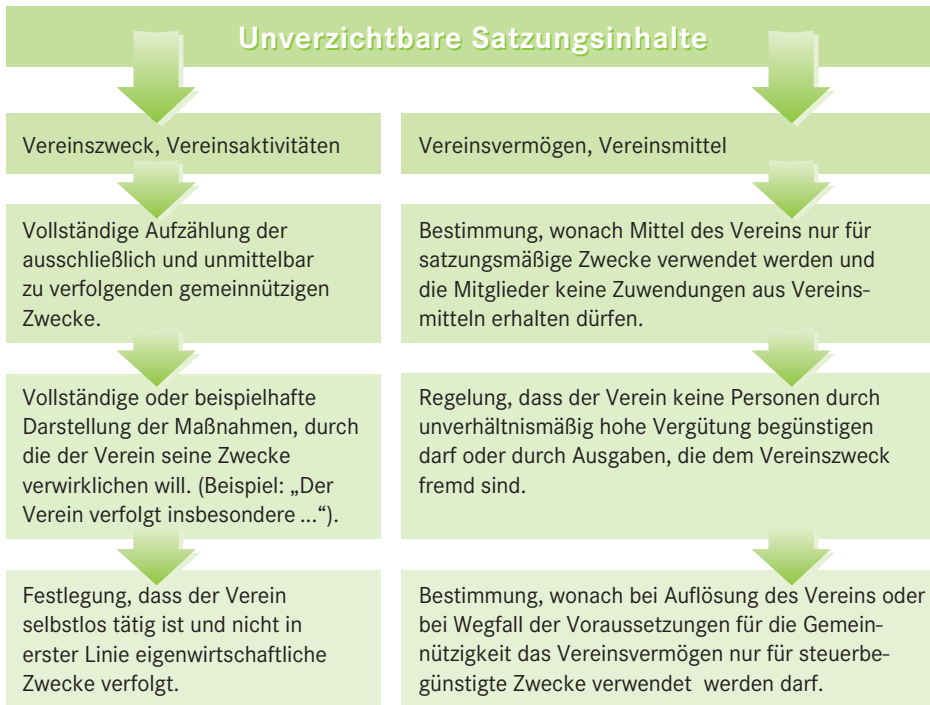 Unverzichtbare Satzungsinhalte
Vereinszweck, Vereinsaktivitäten
Vollständige Aufzählung der
ausschließlich und unmittelbar
zu verfolgenden gemeinnützigen
Zwecke.
Vollständige oder beispielhafte
Darstellung der Maßnahmen, durch
die der Verein seine Zwecke
verwirklichen will. (Beispiel: „Der
Verein verfolgt insbesondere ...“).
Festlegung, dass der Verein
selbstlos tätig ist und nicht in
erster Linie eigenwirtschaftliche
Zwecke verfolgt.
Vereinsvermögen, Vereinsmittel
Bestimmung, wonach Mittel des Vereins nur für
satzungsmäßige Zwecke verwendet werden und
die Mitglieder keine Zuwendungen aus Vereins-
mitteln erhalten dürfen.
Regelung, dass der Verein keine Personen durch
unverhältnismäßig hohe Vergütung begünstigen
darf oder durch Ausgaben, die dem Vereinszweck
fremd sind.
Bestimmung, wonach bei Auflösung des Vereins oder
bei Wegfall der Voraussetzungen für die Gemein-
nützigkeit das Vereinsvermögen nur für steuerbe-
günstigte Zwecke verwendet werden darf.